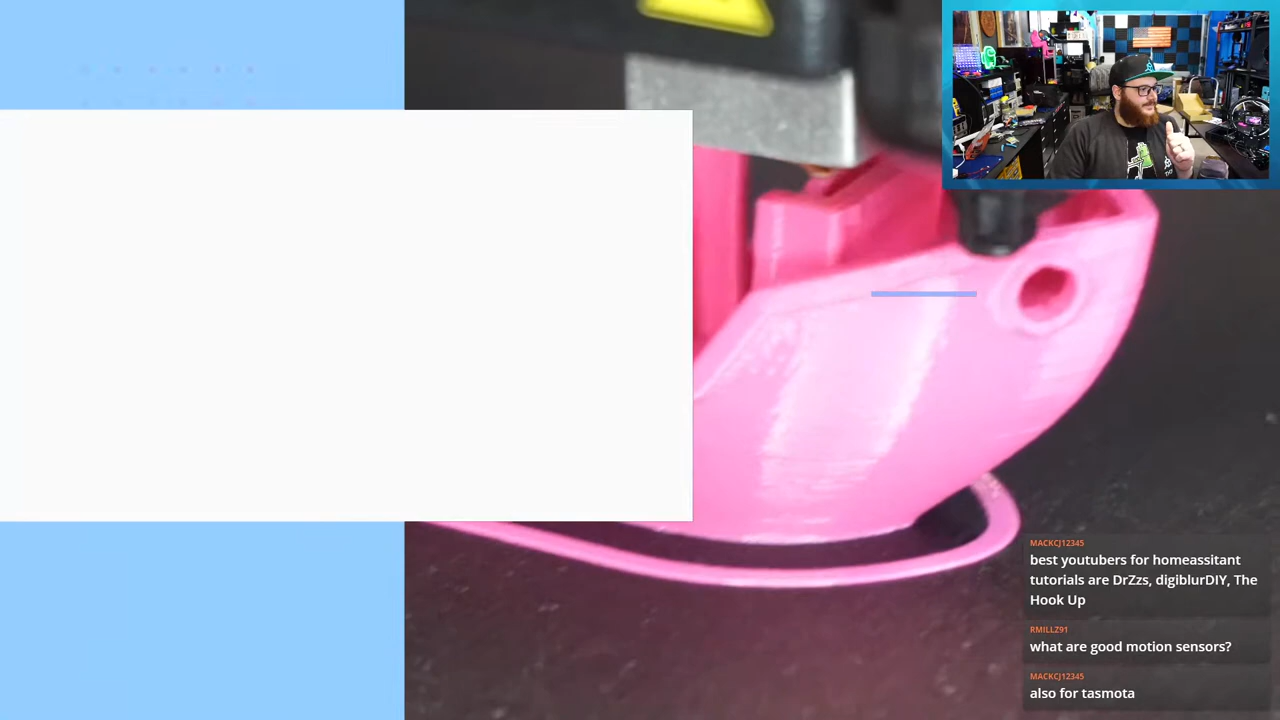 MACKCJ12345
best youtubers for homeassitant
tutorials are DrZzs, digiblurDIY, The
Hook Up
RMILLZ91
what are good motion sensors?
MACKCJ12345
also for tasmota